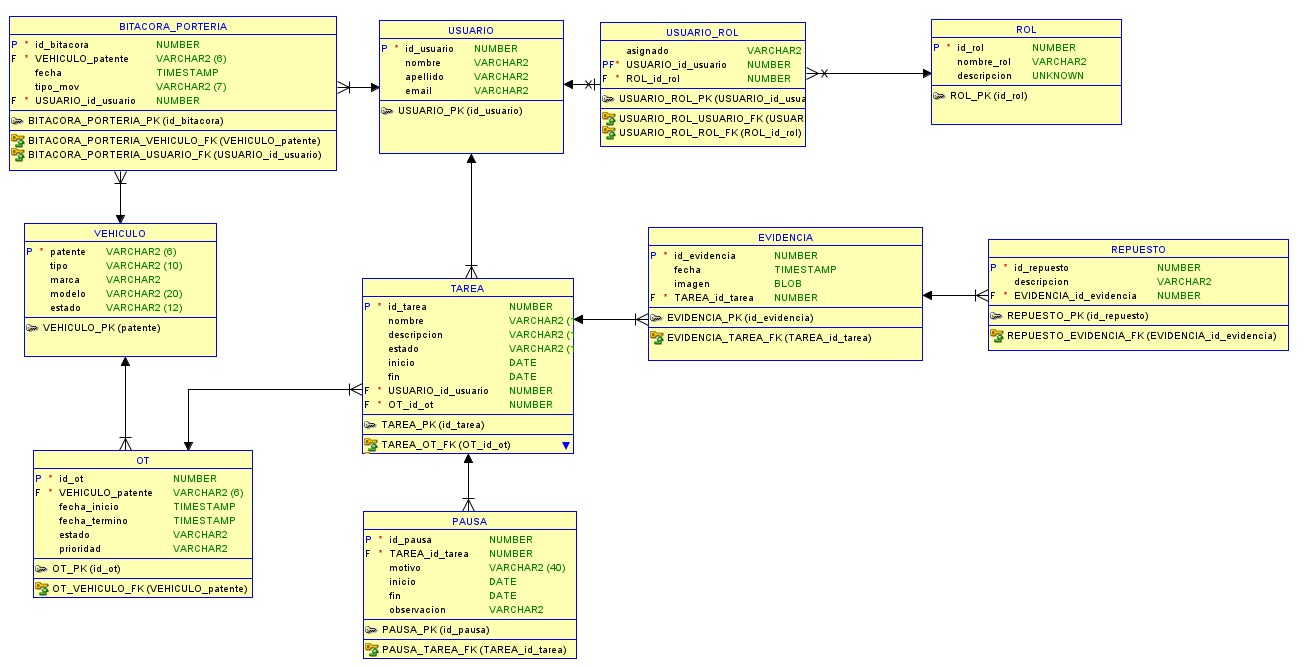 BITACORA_PORTERIA
P * id_bitacora NUMBER
F * VEHICULO_patente VARCHAR2 (6)
fecha TIMESTAMP
tipo_mov VARCHAR2 (7)
F * USUARIO_id_usuario NUMBER
BITACORA_PORTERIA_PK (id_bitacora)
BITACORA_PORTERIA_VEHICULO_FK (VEHICULO_patente)
BITACORA_PORTERIA_USUARIO_FK (USUARIO_id_usuario)
USUARIO
P * id_usuario NUMBER
nombre VARCHAR2
apellido VARCHAR2
email VARCHAR2
USUARIO_PK (id_usuario)
USUARIO_ROL
asignado VARCHAR2
PF* USUARIO_id_usuario NUMBER
F * ROL_id_rol NUMBER
USUARIO_ROL_PK (USUARIO_id_usua
USUARIO_ROL_USUARIO_FK (USUAR
USUARIO_ROL_ROL_FK (ROL_id_rol)
ROL
P * id_rol NUMBER
nombre_rol VARCHAR2
descripcion UNKNOWN
ROL_PK (id_rol)
VEHICULO
P * patente VARCHAR2 (6)
tipo VARCHAR2 (10)
marca VARCHAR2
modelo VARCHAR2 (20)
estado VARCHAR2 (12)
VEHICULO_PK (patente)
TAREA
P * id_tarea NUMBER
nombre VARCHAR2 (
descripcion VARCHAR2 (
estado VARCHAR2 (
inicio DATE
fin DATE
F * USUARIO_id_usuario NUMBER
F * OT_id_ot NUMBER
TAREA_PK (id_tarea)
TAREA_OT_FK (OT_id_ot)
EVIDENCIA
P * id_evidencia NUMBER
fecha TIMESTAMP
imagen BLOB
F * TAREA_id_tarea NUMBER
EVIDENCIA_PK (id_evidencia)
EVIDENCIA_TAREA_FK (TAREA_id_tarea)
REPUESTO
P * id_repuesto NUMBER
descripcion VARCHAR2
F * EVIDENCIA_id_evidencia NUMBER
REPUESTO_PK (id_repuesto)
REPUESTO_EVIDENCIA_FK (EVIDENCIA_id_evidencia)
OT
P * id_ot NUMBER
F * VEHICULO_patente VARCHAR2 (6)
fecha_inicio TIMESTAMP
fecha_termino TIMESTAMP
estado VARCHAR2
prioridad VARCHAR2
OT_PK (id_ot)
OT_VEHICULO_FK (VEHICULO_patente)
PAUSA
P * id_pausa NUMBER
F * TAREA_id_tarea NUMBER
motivo VARCHAR2 (40)
inicio DATE
fin DATE
observacion VARCHAR2
PAUSA_PK (id_pausa)
PAUSA_TAREA_FK (TAREA_id_tarea)